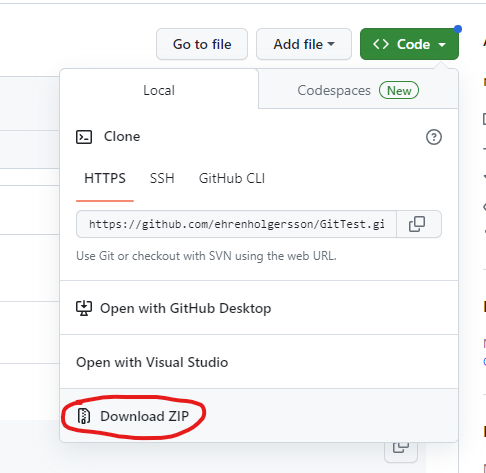 Go to file Add file Code
Local Codespaces New
Clone
HTTPS SSH GitHub CLI
https://github.com/ehrenholgersson/GitTest.gi
Use Git or checkout with SVN using the web URL.
Open with GitHub Desktop
Open with Visual Studio
Download ZIP